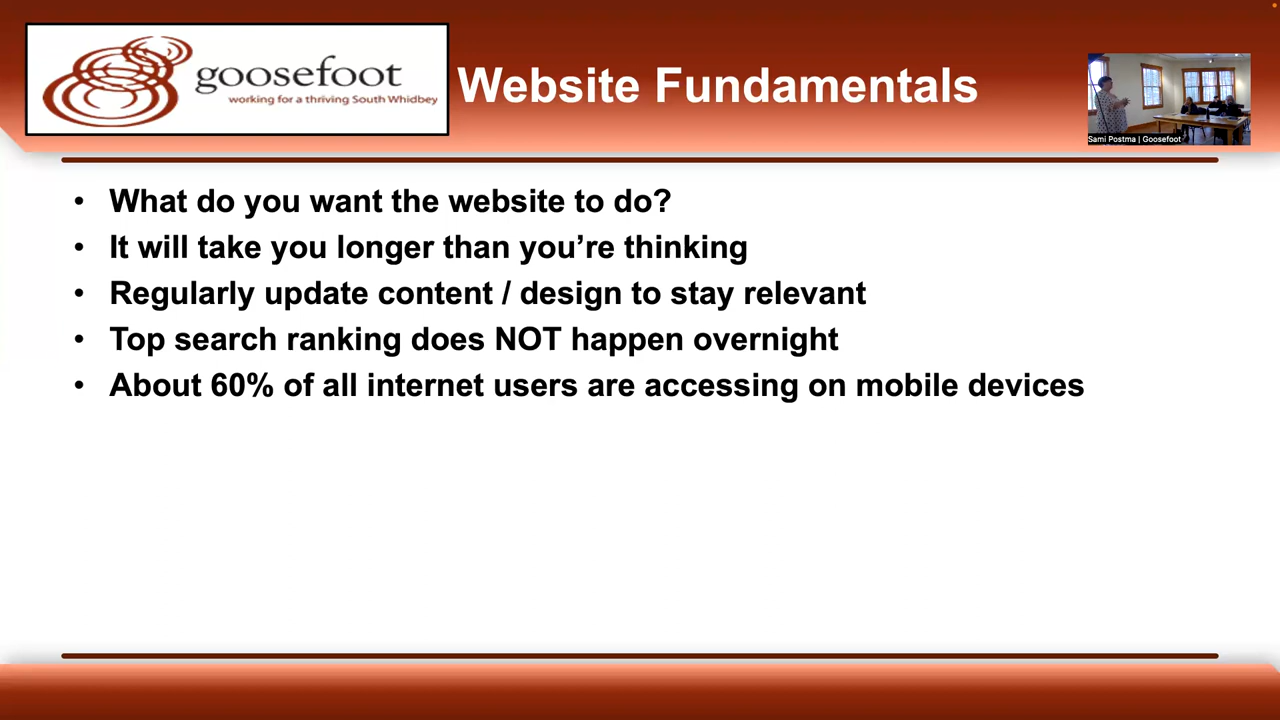 goosefoot
working for a thriving South Whidbey
Website Fundamentals
Sami Postma | Goosefoot
• What do you want the website to do?
• It will take you longer than you’re thinking
• Regularly update content / design to stay relevant
• Top search ranking does NOT happen overnight
• About 60% of all internet users are accessing on mobile devices